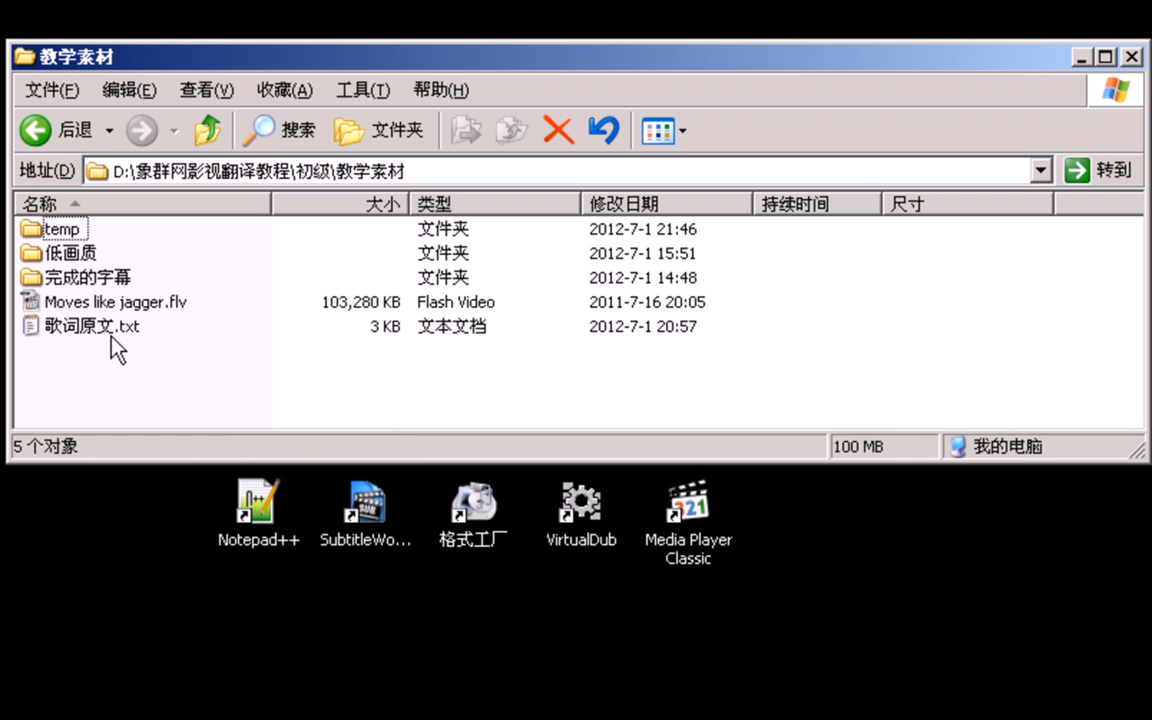 教学素材
文件(F) 编辑(E) 查看(V) 收藏(A) 工具(T) 帮助(H)
后退 搜索 文件夹
地址(D) D:\象群网影视翻译教程\初级\教学素材 转到
名称 大小 类型 修改日期 持续时间 尺寸
temp 文件夹 2012-7-1 21:46
低画质 文件夹 2012-7-1 15:51
完成的字幕 文件夹 2012-7-1 14:48
Moves like jagger.flv 103,280 KB Flash Video 2011-7-16 20:05
歌词原文.txt 3 KB 文本文档 2012-7-1 20:57
5 个对象 100 MB 我的电脑
Notepad++ SubtitleWo... 格式工厂 VirtualDub Media Player
Classic